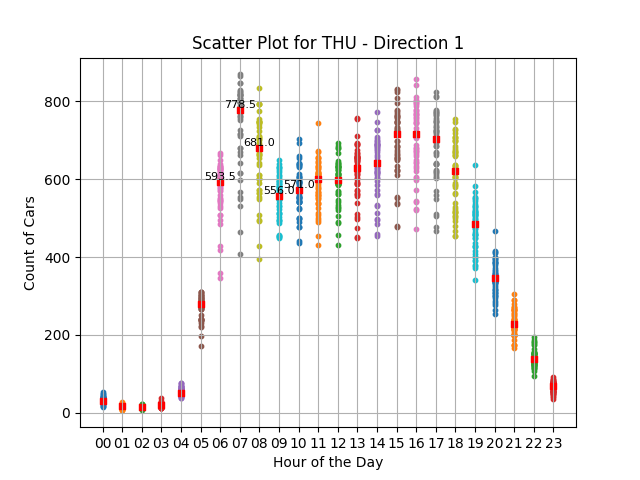 Scatter Plot for THU - Direction 1
Count of Cars
800
600
400
200
0
778.5
681.0
593.5
571.0
556.0
00 01 02 03 04 05 06 07 08 09 10 11 12 13 14 15 16 17 18 19 20 21 22 23
Hour of the Day